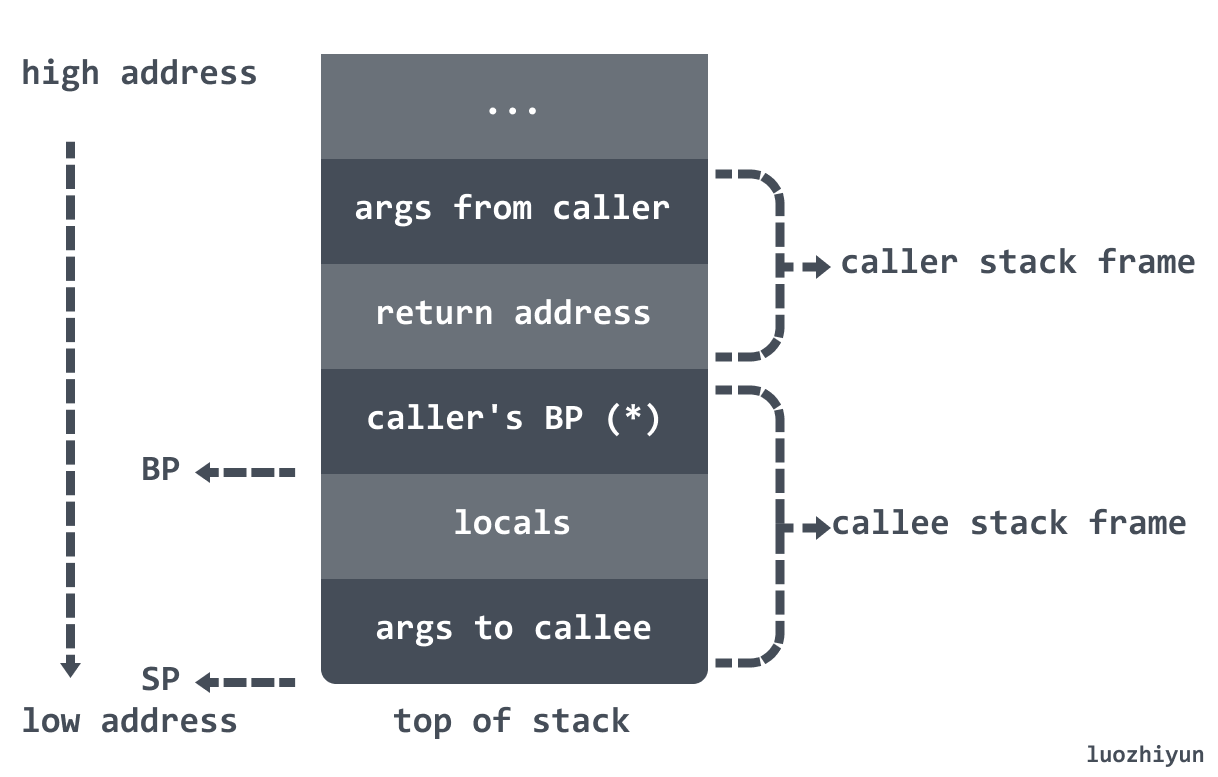 high address
...
args from caller
caller stack frame
return address
caller's BP (*)
BP
locals
callee stack frame
args to callee
SP
low address
top of stack
luozhiyun